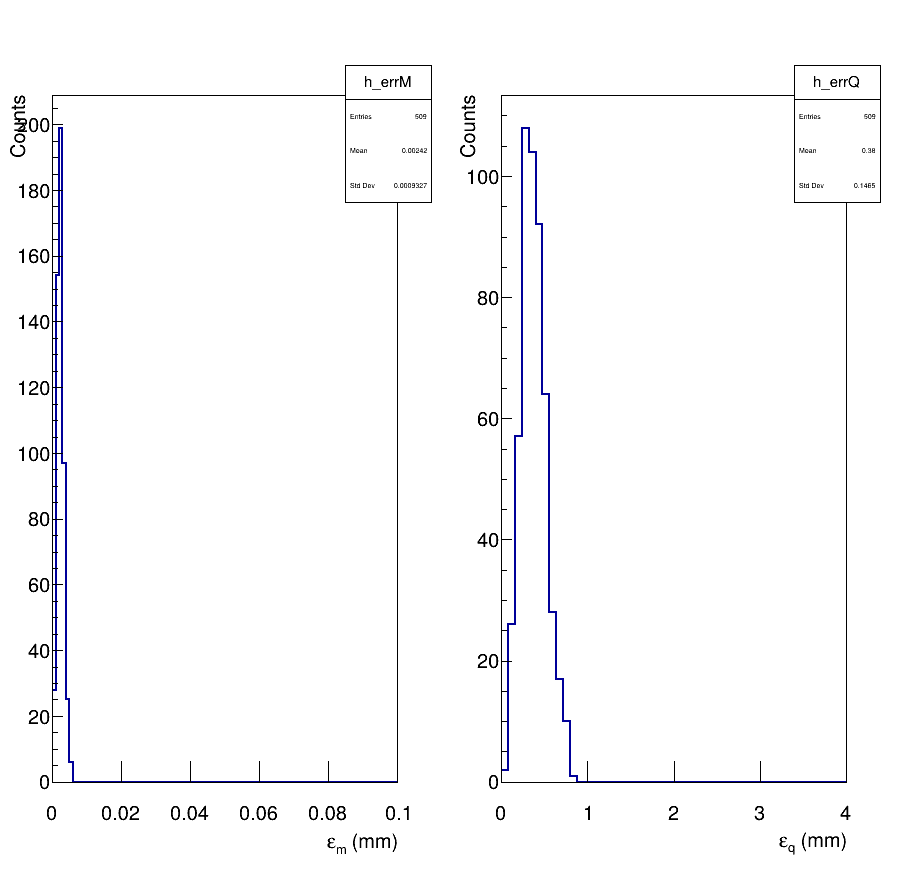 h_errM
Entries 509
Mean 0.00242
Std Dev 0.0009327
Counts
200
180
160
140
120
100
80
60
40
20
0
0 0.02 0.04 0.06 0.08 0.1
εm (mm)
h_errQ
Entries 509
Mean 0.38
Std Dev 0.1465
Counts
100
80
60
40
20
0
0 1 2 3 4
εq (mm)